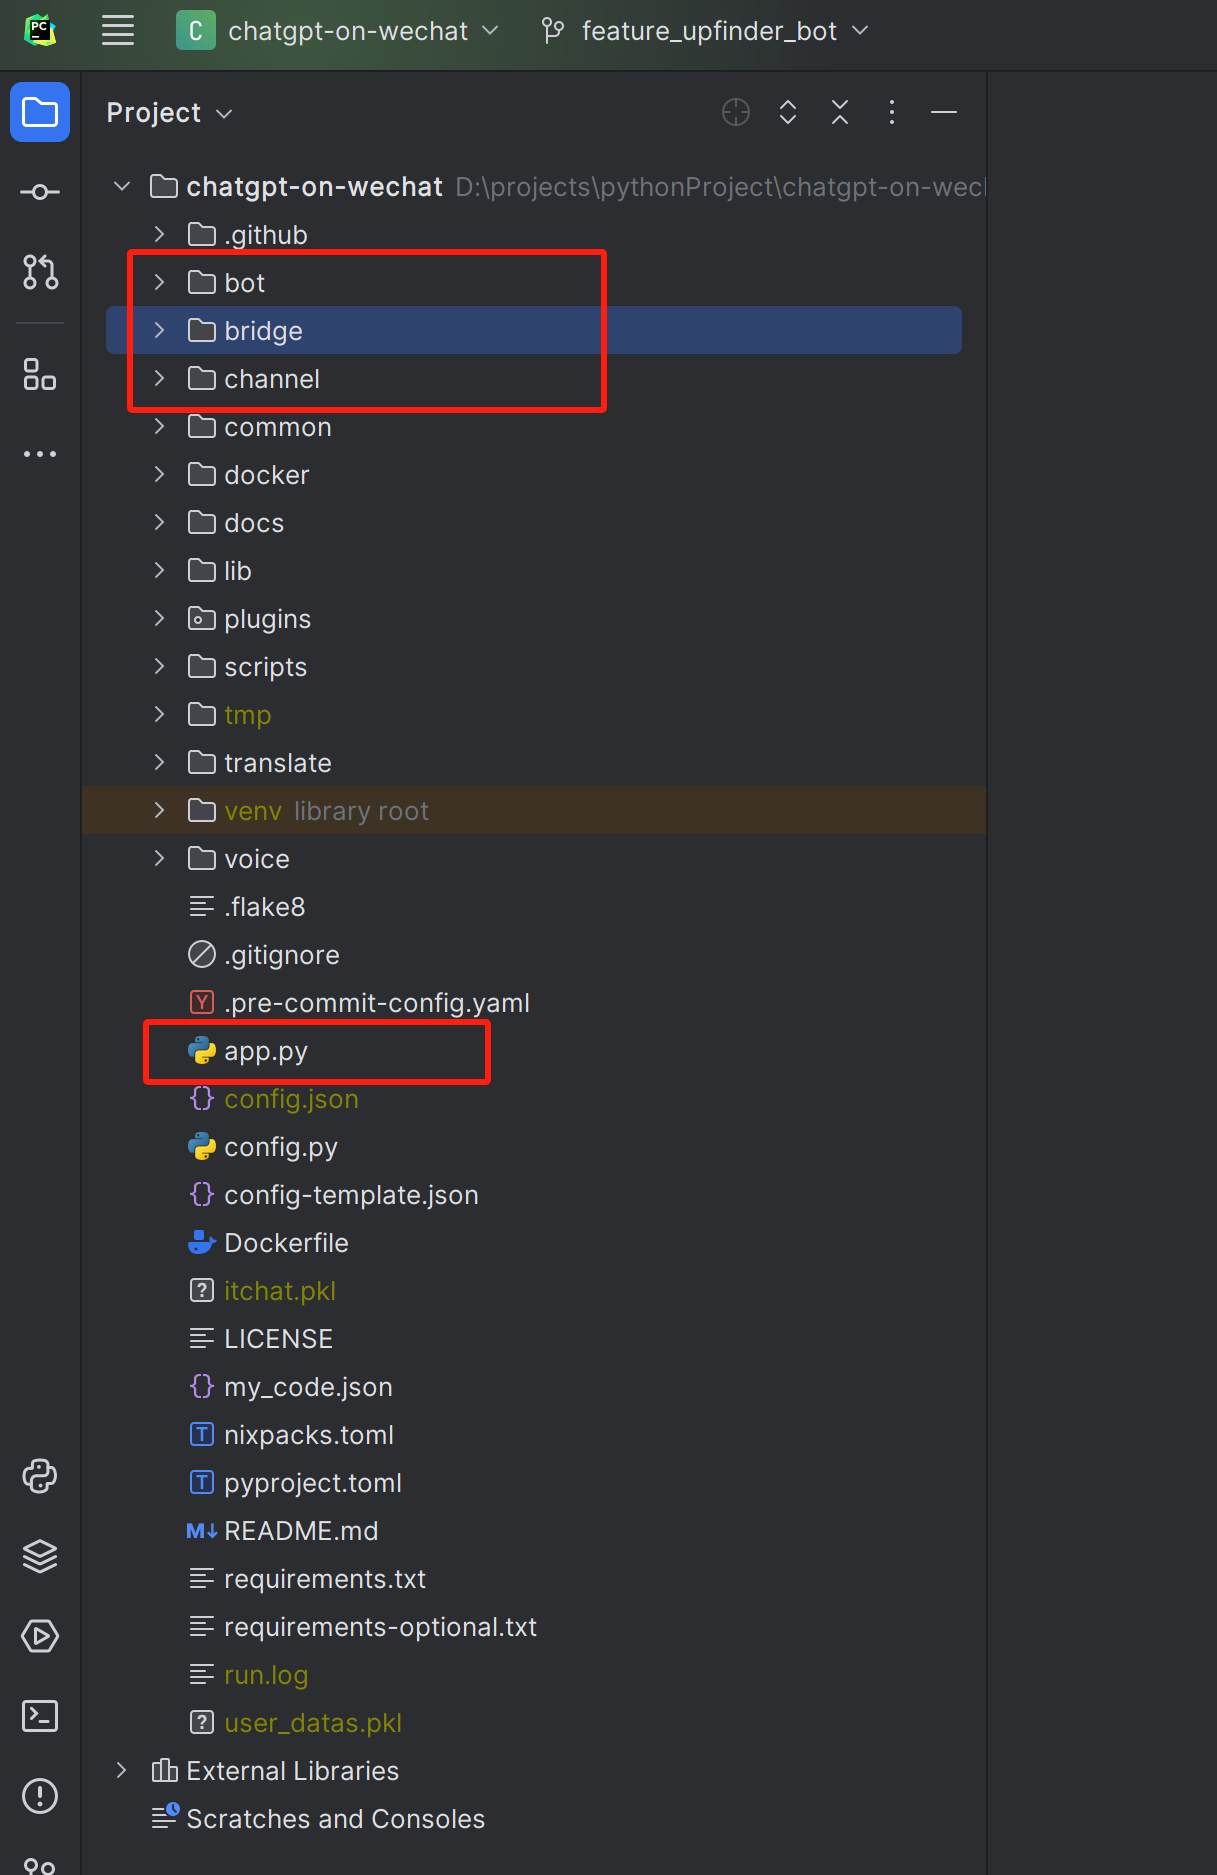 PC
C chatgpt-on-wechat feature_upfinder_bot
Project
chatgpt-on-wechat D:\projects\pythonProject\chatgpt-on-wecl
.github
bot
bridge
channel
common
docker
docs
lib
plugins
scripts
tmp
translate
venv library root
voice
.flake8
.gitignore
Y .pre-commit-config.yaml
app.py
{} config.json
config.py
{} config-template.json
Dockerfile
? itchat.pkl
LICENSE
{} my_code.json
T nixpacks.toml
T pyproject.toml
M↓ README.md
requirements.txt
requirements-optional.txt
run.log
? user_datas.pkl
External Libraries
Scratches and Consoles